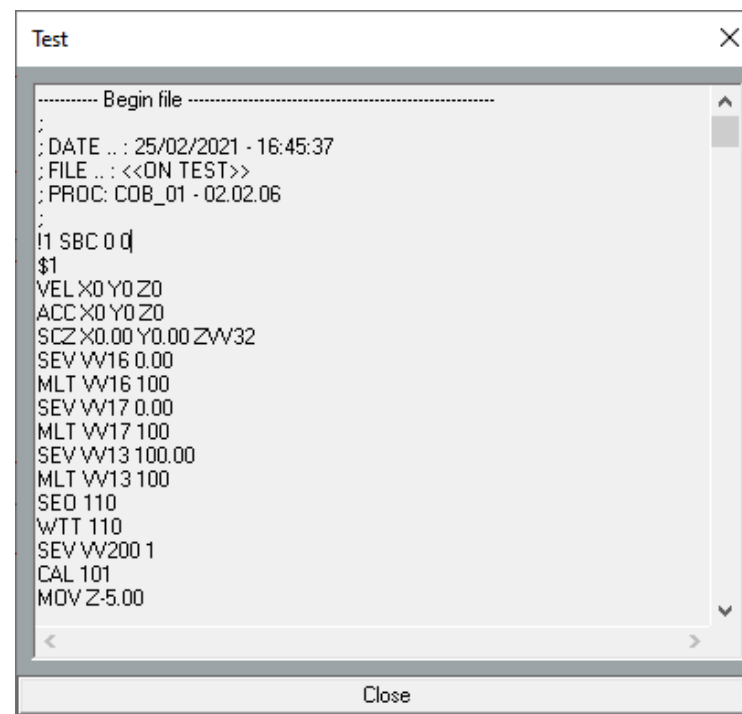 Test
----------- Begin file --------------------------------------------------------
;
; DATE .. : 25/02/2021 - 16:45:37
; FILE .. : <<ON TEST>>
; PROC: COB_01 - 02.02.06
;
!1 SBC 0 0
$1
VEL X0 Y0 Z0
ACC X0 Y0 Z0
SCZ X0.00 Y0.00 ZVV32
SEV VV16 0.00
MLT VV16 100
SEV VV17 0.00
MLT VV17 100
SEV VV13 100.00
MLT VV13 100
SEO 110
WTT 110
SEV VV200 1
CAL 101
MOV Z-5.00
Close